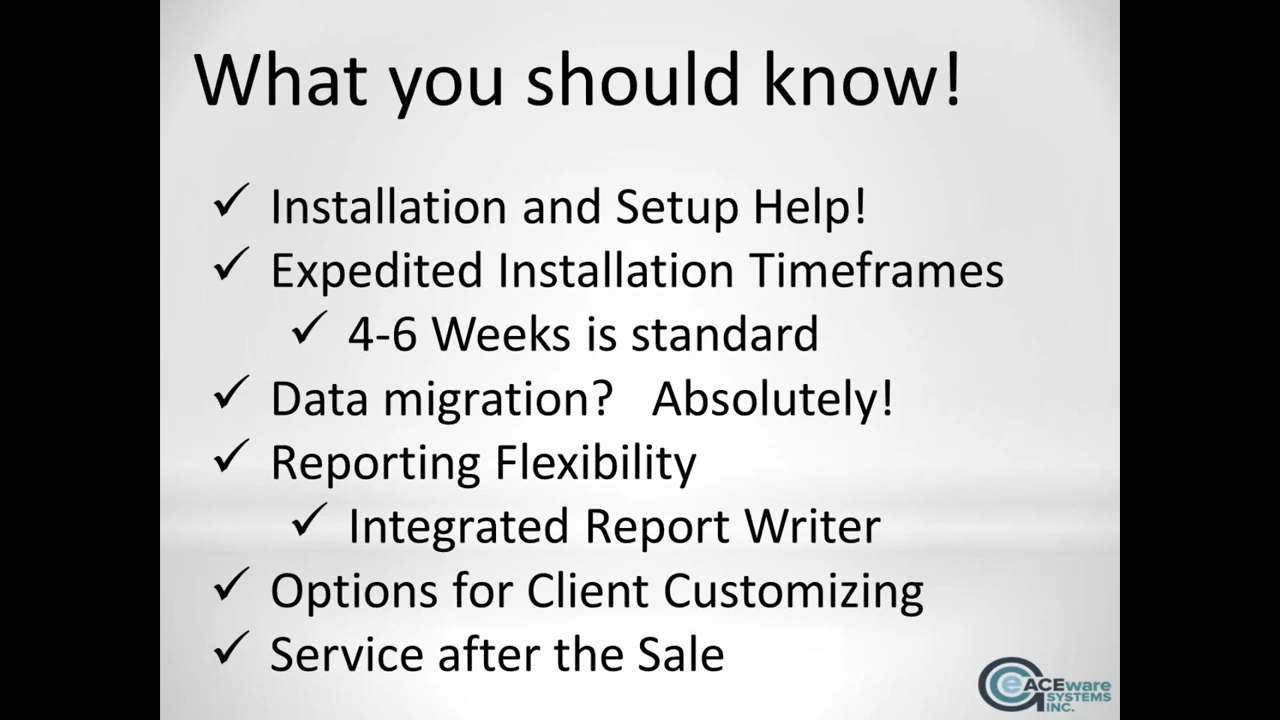 What you should know!
✓ Installation and Setup Help!
✓ Expedited Installation Timeframes
✓ 4-6 Weeks is standard
✓ Data migration? Absolutely!
✓ Reporting Flexibility
✓ Integrated Report Writer
✓ Options for Client Customizing
✓ Service after the Sale
e ACEware
SYSTEMS
INC.